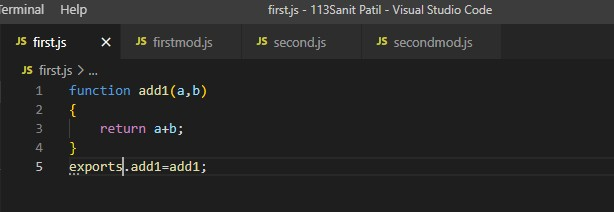 Terminal Help first.js - 113Sanit Patil - Visual Studio Code
JS first.js × JS firstmod.js JS second.js JS secondmod.js
JS first.js > ...
1 function add1(a,b)
2 {
3 return a+b;
4 }
5 exports.add1=add1;